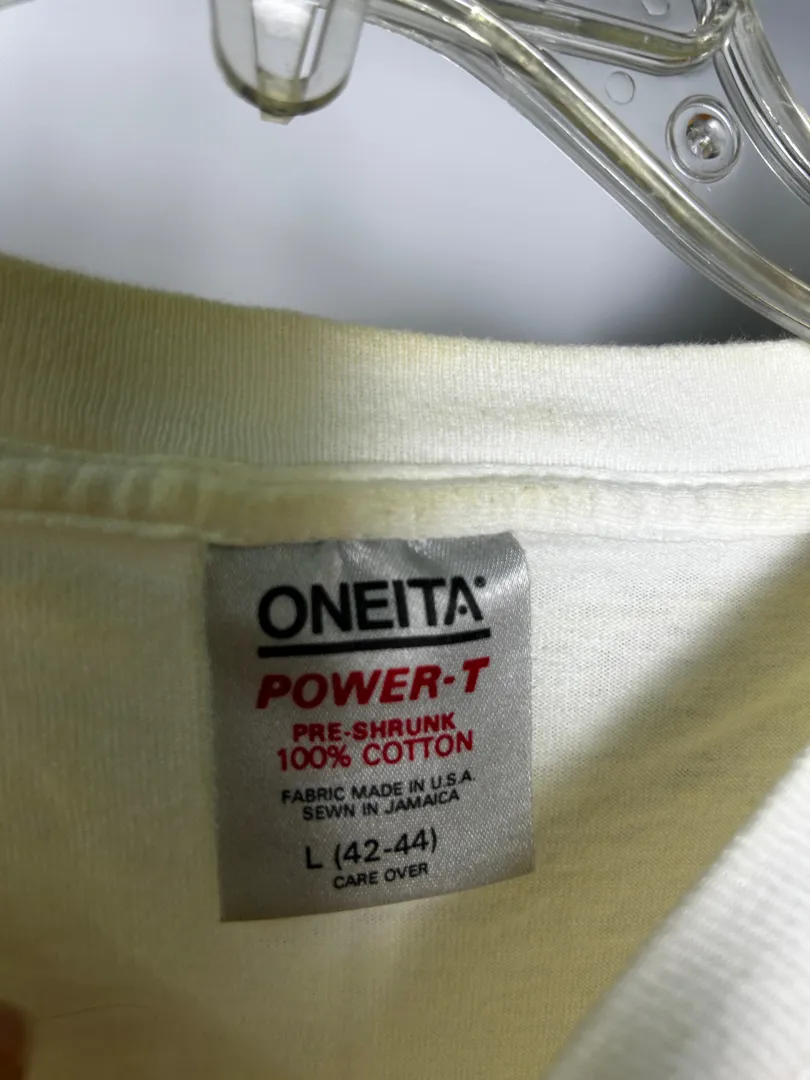 ONEITA
POWER-T
PRE-SHRUNK
100% COTTON
FABRIC MADE IN U.S.A.
SEWN IN JAMAICA
L (42-44)
CARE OVER